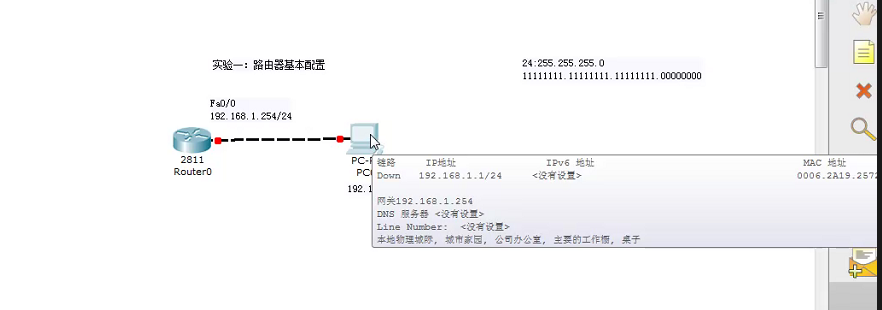 实验一：路由器基本配置
24:255.255.255.0
11111111.11111111.11111111.00000000
Fa0/0
192.168.1.254/24
2811
Router0
链路 IP地址 IPv6 地址 MAC 地址
Down 192.168.1.1/24 <没有设置> 0006.2A19.2572
网关192.168.1.254
DNS 服务器 <没有设置>
Line Number: <没有设置>
本地物理城际, 城市家园, 公司办公室, 主要的工作橱, 桌子